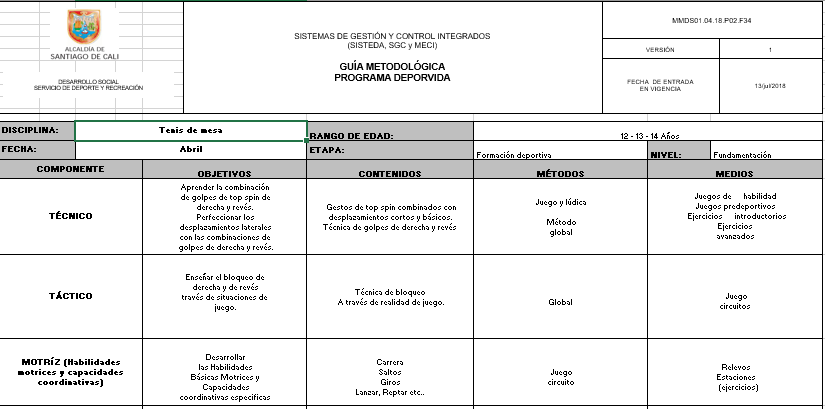 ALCALDÍA DE
SANTIAGO DE CALI
DESARROLLO SOCIAL
SERVICIO DE DEPORTE Y RECREACIÓN
SISTEMAS DE GESTIÓN Y CONTROL INTEGRADOS
(SISTEDA, SGC y MECI)
GUÍA METODOLÓGICA
PROGRAMA DEPORVIDA
MMDS01.04.18.P02.F34
VERSIÓN
1
FECHA DE ENTRADA
EN VIGENCIA
13/jul/2018
DISCIPLINA:
Tenis de mesa
RANGO DE EDAD:
12 - 13 - 14 Años
FECHA:
Abril
ETAPA:
Formación deportiva
NIVEL:
Fundamentación
COMPONENTE
OBJETIVOS
CONTENIDOS
MÉTODOS
MEDIOS
TÉCNICO
Aprender la combinación
de golpes de top spin de
derecha y revés.
Perfeccionar los
desplazamientos laterales
con las combinaciones de
golpes de derecha y revés.
Gestos de top spin combinados con
desplazamientos cortos y básicos.
Técnica de golpes de derecha y revés
Juego y lúdica
Método
global
Juegos de habilidad
Juegos predeportivos
Ejercicios introductorios
Ejercicios
avanzados
TÁCTICO
Enseñar el bloqueo de
derecha y de revés
través de situaciones de
juego.
Técnica de bloqueo
A través de realidad de juego.
Global
Juego
circuitos
MOTRÍZ (Habilidades
motrices y capacidades
coordinativas)
Desarrollar
las Habilidades
Básicas Motrices y
Capacidades
coordinativas especificas
Carrera
Saltos
Giros
Lanzar, Reptar etc..
Juego
circuito
Relevos
Estaciones
(ejercicios)